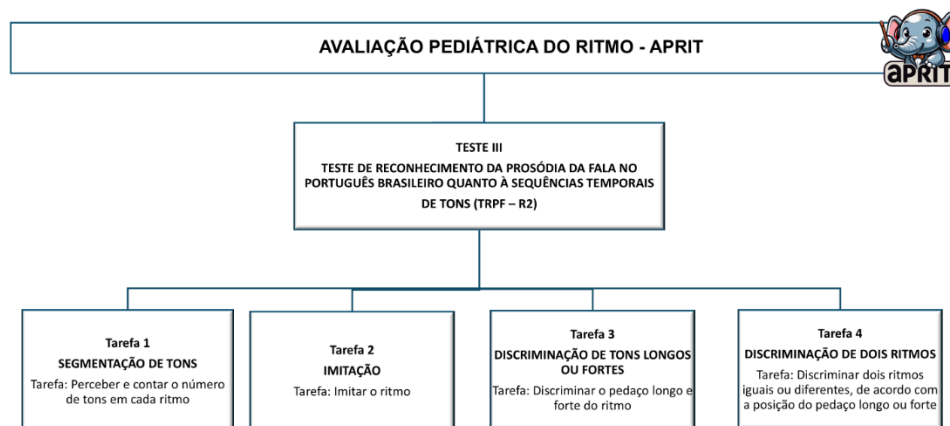 AVALIAÇÃO PEDIÁTRICA DO RITMO - APRIT
aPRIT
TESTE III
TESTE DE RECONHECIMENTO DA PROSÓDIA DA FALA NO
PORTUGUÊS BRASILEIRO QUANTO À SEQUÊNCIAS TEMPORAIS
DE TONS (TRPF – R2)
Tarefa 1
SEGMENTAÇÃO DE TONS
Tarefa: Perceber e contar o número
de tons em cada ritmo
Tarefa 2
IMITAÇÃO
Tarefa: Imitar o ritmo
Tarefa 3
DISCRIMINAÇÃO DE TONS LONGOS
OU FORTES
Tarefa: Discriminar o pedaço longo e
forte do ritmo
Tarefa 4
DISCRIMINAÇÃO DE DOIS RITMOS
Tarefa: Discriminar dois ritmos
iguais ou diferentes, de acordo com
a posição do pedaço longo ou forte